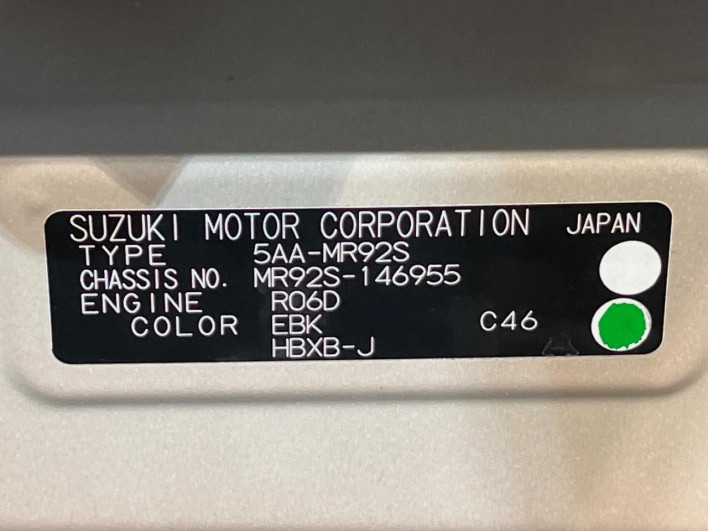 SUZUKI MOTOR CORPORATION JAPAN
TYPE 5AA-MR92S
CHASSIS NO. MR92S-146955
ENGINE R06D
COLOR EBK C46
HBXB-J